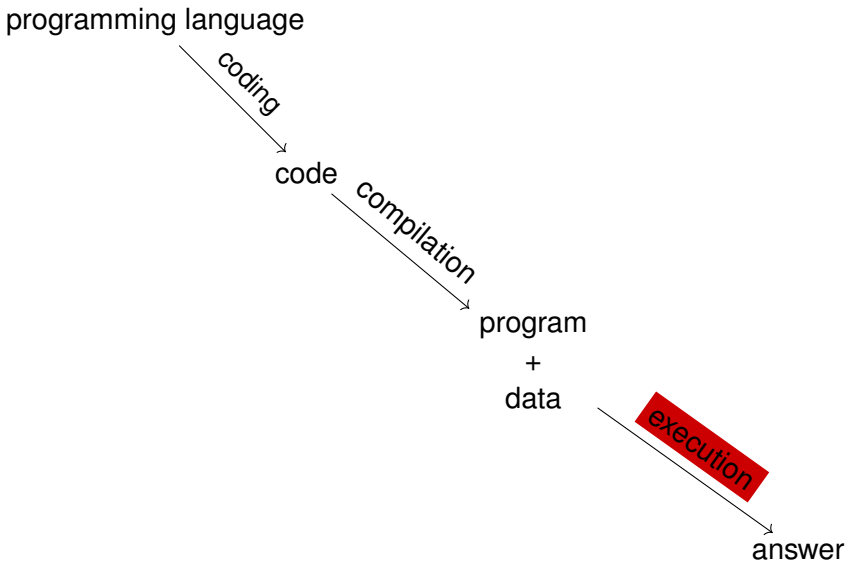 programming language
coding
code
compilation
program
+
data
execution
answer